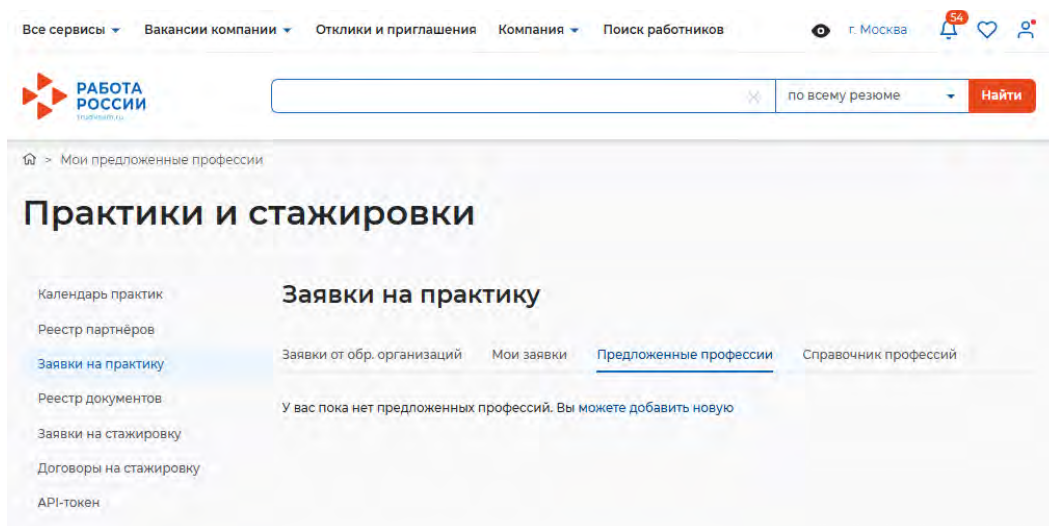 Все сервисы Вакансии компании Отклики и приглашения Компания Поиск работников г. Москва 54
РАБОТА
РОССИИ
trudvsem.ru
по всему резюме Найти
> Мои предложенные профессии
Практики и стажировки
Календарь практик
Реестр партнёров
Заявки на практику
Реестр документов
Заявки на стажировку
Договоры на стажировку
API-токен
Заявки на практику
Заявки от обр. организаций Мои заявки Предложенные профессии Справочник профессий
У вас пока нет предложенных профессий. Вы можете добавить новую